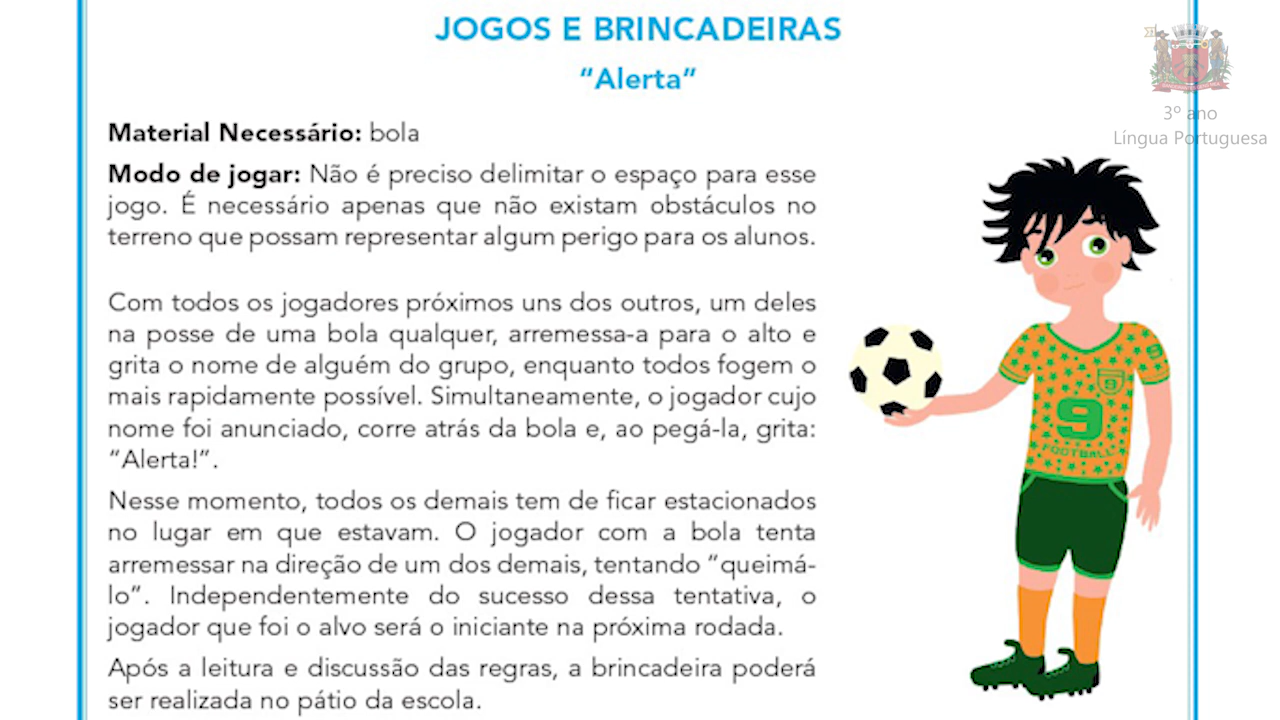 JOGOS E BRINCADEIRAS
“Alerta”
3º ano
Língua Portuguesa
Material Necessário: bola
Modo de jogar: Não é preciso delimitar o espaço para esse
jogo. É necessário apenas que não existam obstáculos no
terreno que possam representar algum perigo para os alunos.
Com todos os jogadores próximos uns dos outros, um deles
na posse de uma bola qualquer, arremessa-a para o alto e
grita o nome de alguém do grupo, enquanto todos fogem o
mais rapidamente possível. Simultaneamente, o jogador cujo
nome foi anunciado, corre atrás da bola e, ao pegá-la, grita:
“Alerta!”.
Nesse momento, todos os demais tem de ficar estacionados
no lugar em que estavam. O jogador com a bola tenta
arremessar na direção de um dos demais, tentando “queimá-
lo”. Independentemente do sucesso dessa tentativa, o
jogador que foi o alvo será o iniciante na próxima rodada.
Após a leitura e discussão das regras, a brincadeira poderá
ser realizada no pátio da escola.
9
9
9
FOOTBALL